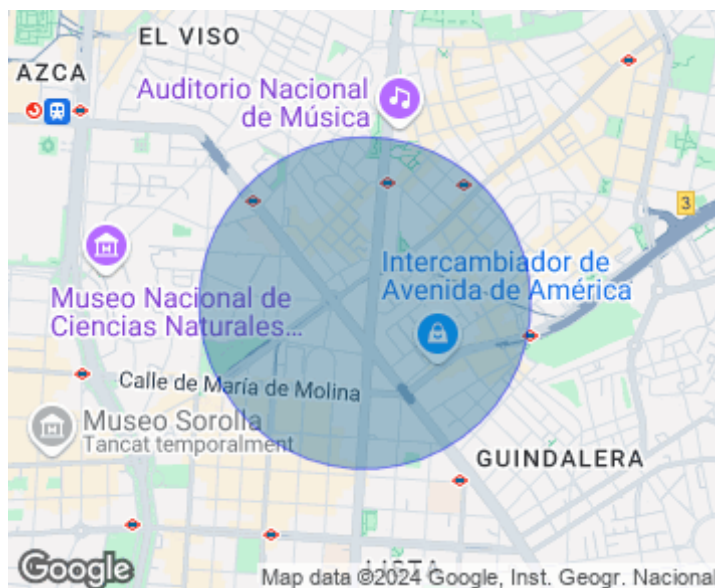 EL VISO
AZCA
Auditorio Nacional
de Música
3
Intercambiador de
Avenida de América
Museo Nacional de
Ciencias Naturales...
Calle de María de Molina
Museo Sorolla
Tancat temporalment
GUINDALERA
LISTA
Google
Map data ©2024 Google, Inst. Geogr. Nacional